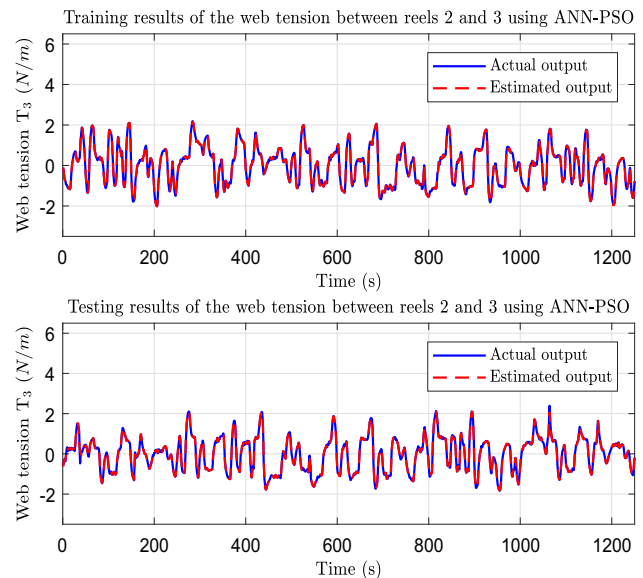 Training results of the web tension between reels 2 and 3 using ANN-PSO
Web tension T₃ (N/m)
6
4
2
0
-2
Actual output
Estimated output
0 200 400 600 800 1000 1200
Time (s)
Testing results of the web tension between reels 2 and 3 using ANN-PSO
Web tension T₃ (N/m)
6
4
2
0
-2
Actual output
Estimated output
0 200 400 600 800 1000 1200
Time (s)